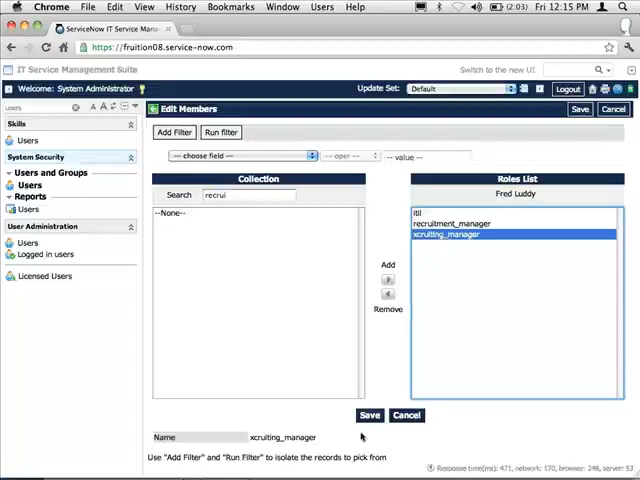 Chrome File Edit View History Bookmarks Window Users Help (2:03) Fri 12:15 PM
ServiceNow IT Service Mana
https://fruition08.service-now.com
IT Service Management Suite
Switch to the new UI
Welcome: System Administrator
Update Set: Default
Logout
users
A A
Edit Members
Save Cancel
Skills
Users
System Security
Users and Groups
Users
Reports
Users
User Administration
Users
Logged in users
Licensed Users
Add Filter Run filter
-- choose field -- -- oper -- -- value --
Collection
Search recrui
--None--
Add
Remove
Roles List
Fred Luddy
itil
recruitment_manager
xcruiting_manager
Save Cancel
Name xcruiting_manager
Use "Add Filter" and "Run Filter" to isolate the records to pick from
Response time(ms): 471, network: 170, browser: 248, server: 53